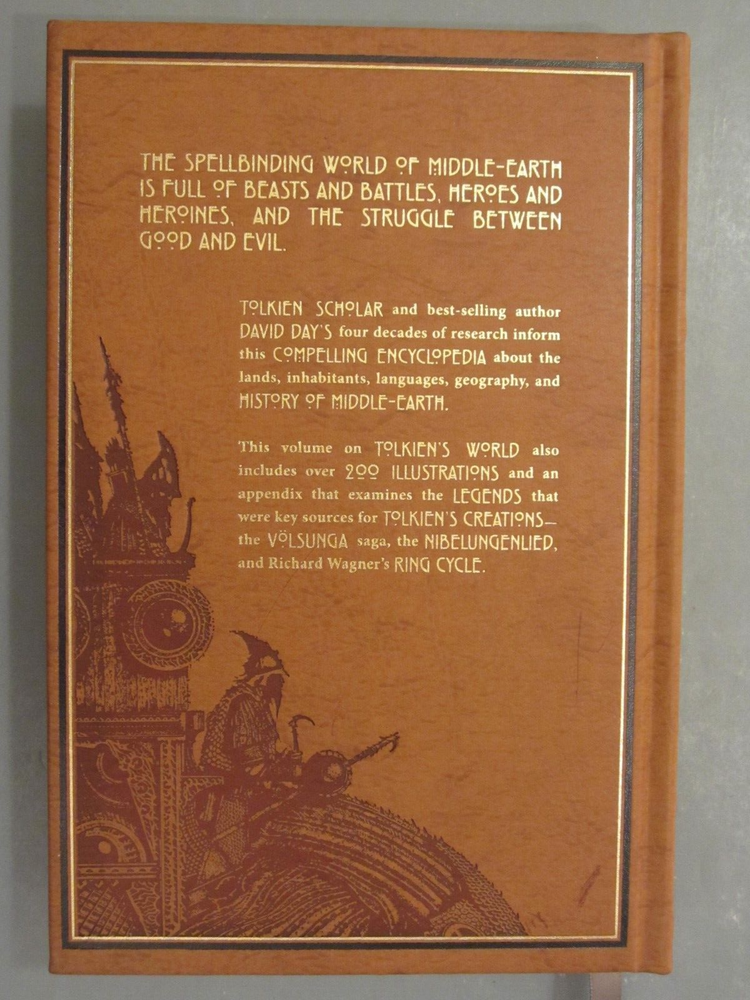 THE SPELLBINDING WORLD OF MIDDLE-EARTH
IS FULL OF BEASTS AND BATTLES, HEROES AND
HEROINES, AND THE STRUGGLE BETWEEN
GOOD AND EVIL.
TOLKIEN SCHOLAR and best-selling author
DAVID DAY'S four decades of research inform
this COMPELLING ENCYCLOPEDIA about the
lands, inhabitants, languages, geography, and
HISTORY OF MIDDLE-EARTH.
This volume on TOLKIEN'S WORLD also
includes over 200 ILLUSTRATIONS and an
appendix that examines the LEGENDS that
were key sources for TOLKIEN'S CREATIONS—
the VÖLSUNGA saga, the NIBELUNGENLIED,
and Richard Wagner's RING CYCLE.